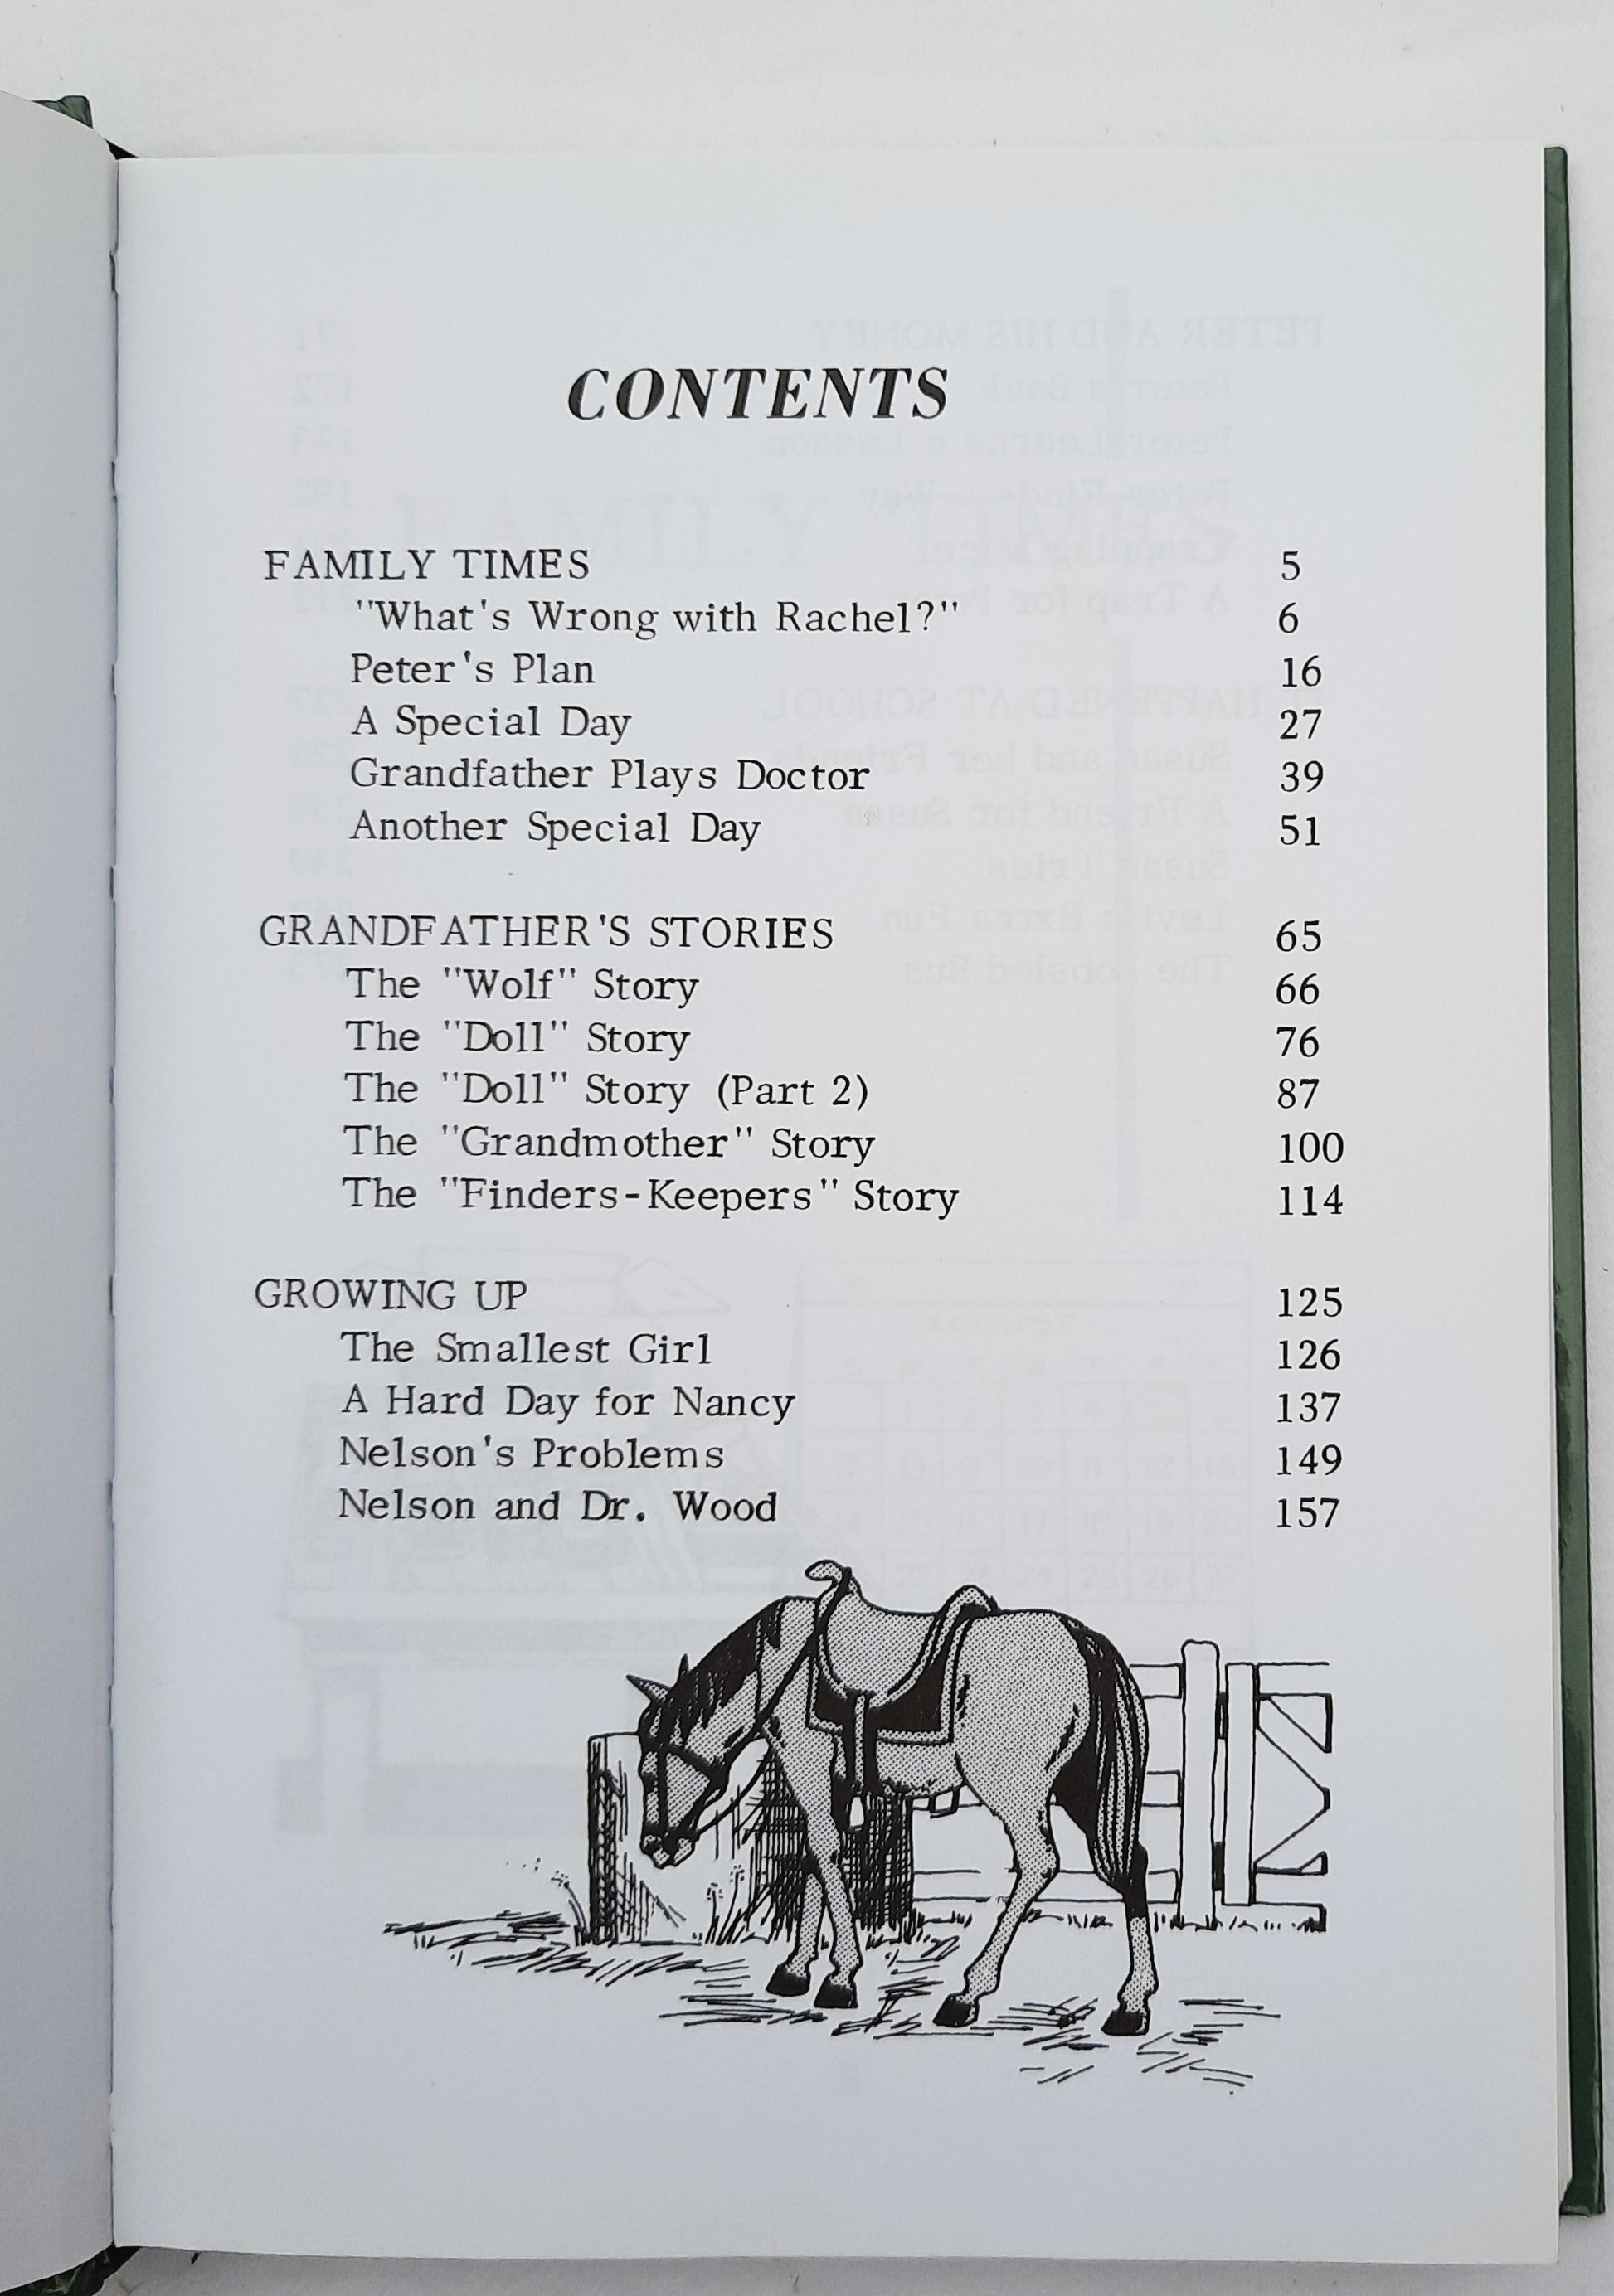 CONTENTS
FAMILY TIMES 5
"What's Wrong with Rachel?" 6
Peter's Plan 16
A Special Day 27
Grandfather Plays Doctor 39
Another Special Day 51
GRANDFATHER'S STORIES 65
The "Wolf" Story 66
The "Doll" Story 76
The "Doll" Story (Part 2) 87
The "Grandmother" Story 100
The "Finders-Keepers" Story 114
GROWING UP 125
The Smallest Girl 126
A Hard Day for Nancy 137
Nelson's Problems 149
Nelson and Dr. Wood 157